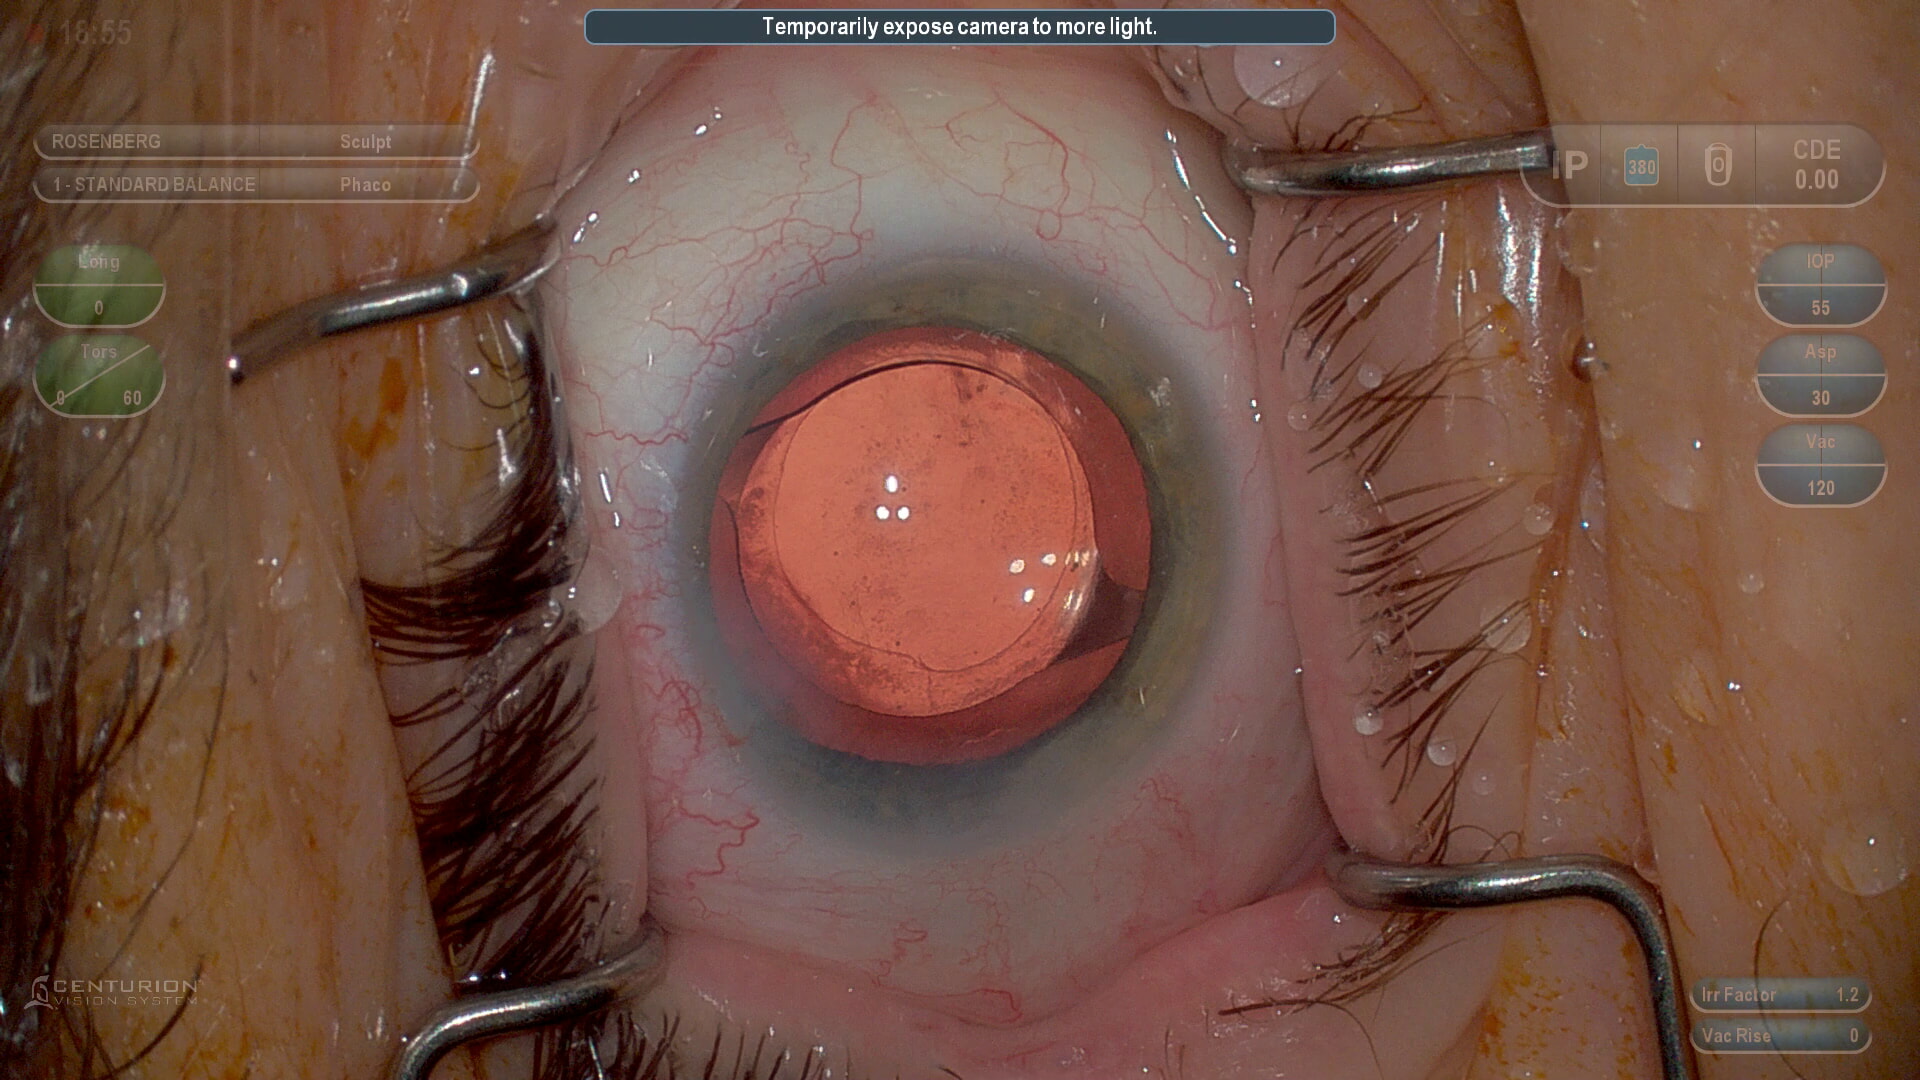 Temporarily expose camera to more light.
18:55
ROSENBERG Sculpt
1 - STANDARD BALANCE Phaco
IP 380 0 CDE 0.00
Long
0
Tors
0 60
IOP
55
Asp
30
Vac
120
CENTURION
VISION SYSTEM
Irr Factor 1.2
Vac Rise 0